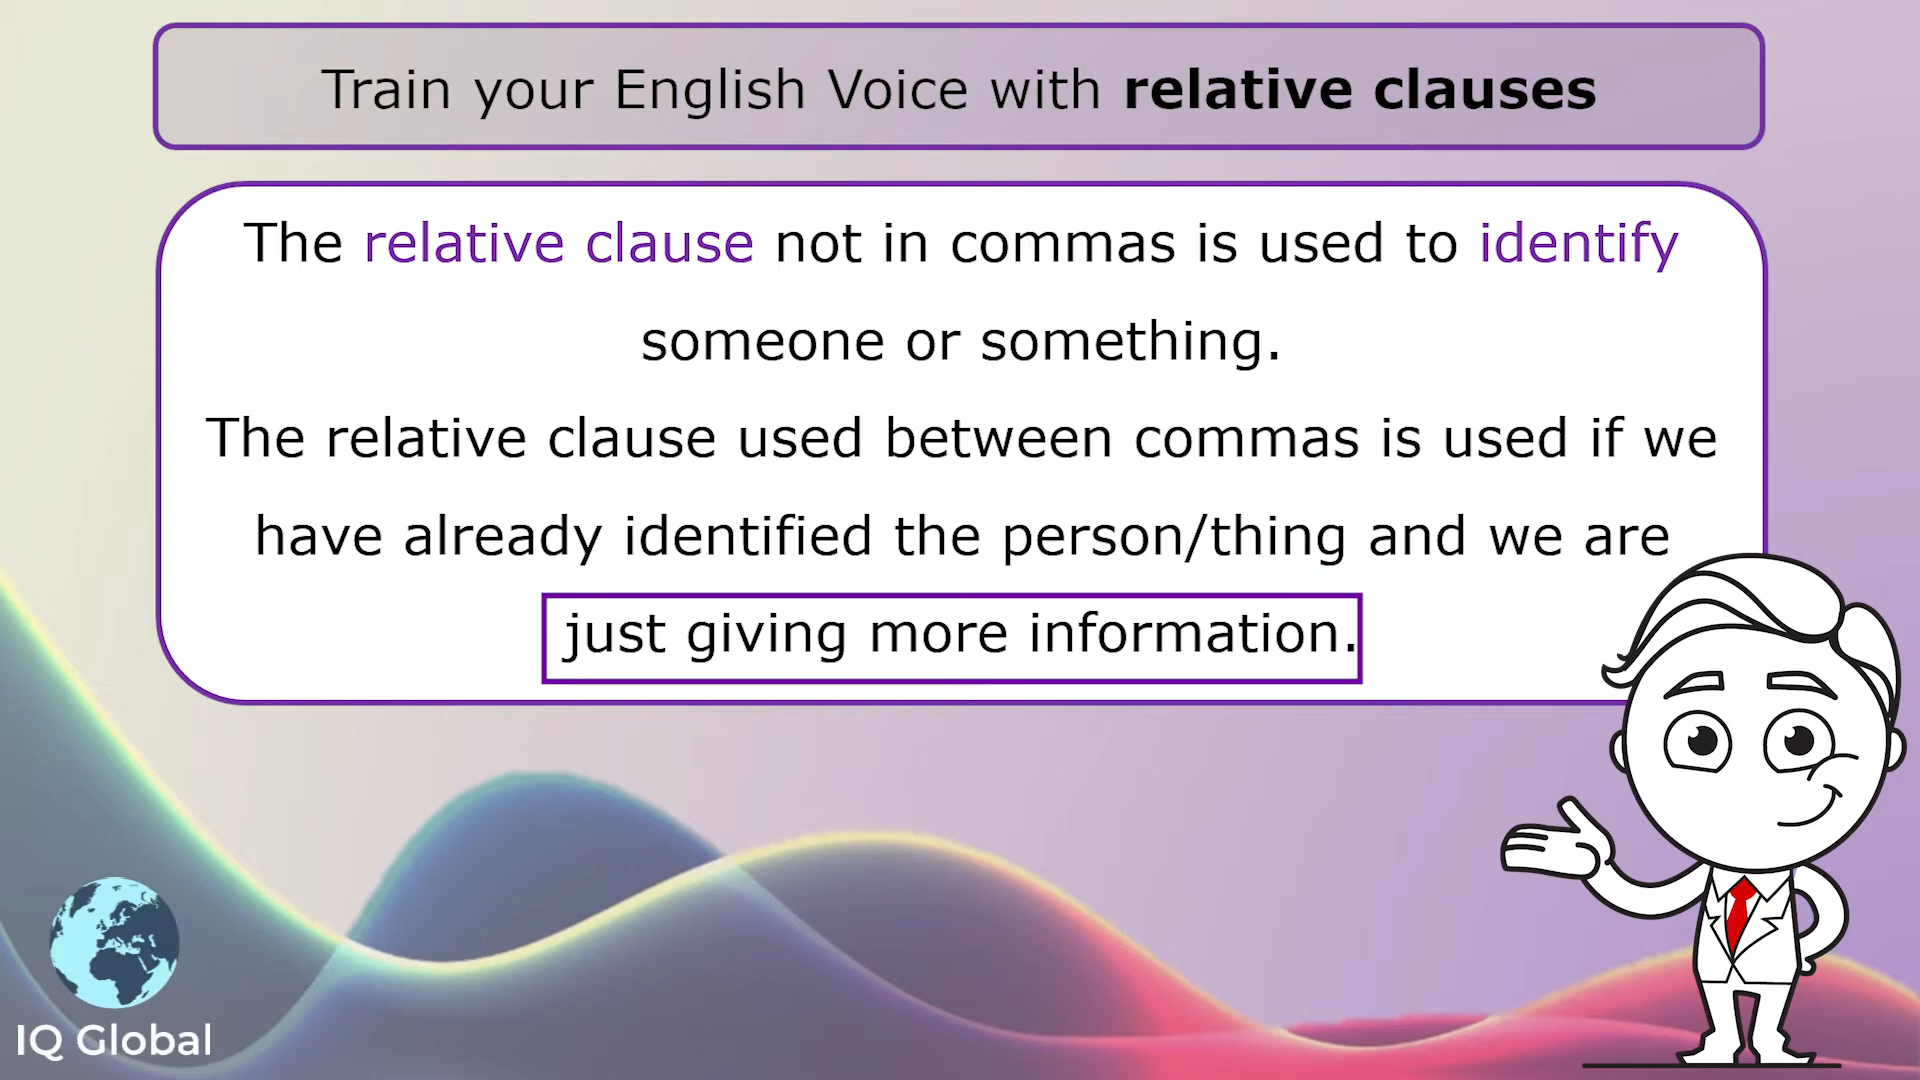 Train your English Voice with relative clauses
The relative clause not in commas is used to identify
someone or something.
The relative clause used between commas is used if we
have already identified the person/thing and we are
just giving more information.
IQ Global